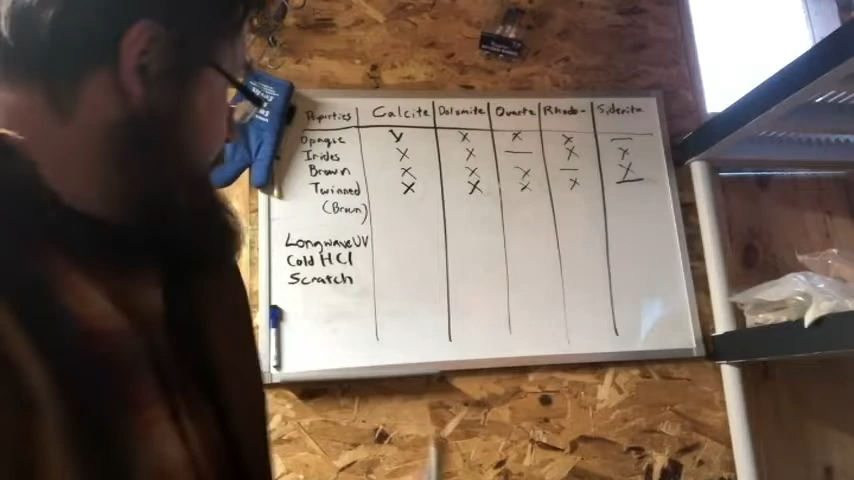 Properties Calcite Dolomite Quartz Rhodo- Siderite
Opaque X X X X —
Irides X X — X X
Brown X X X — X
Twinned X X X X —
(Brown)
Longwave UV
Cold HCl
Scratch